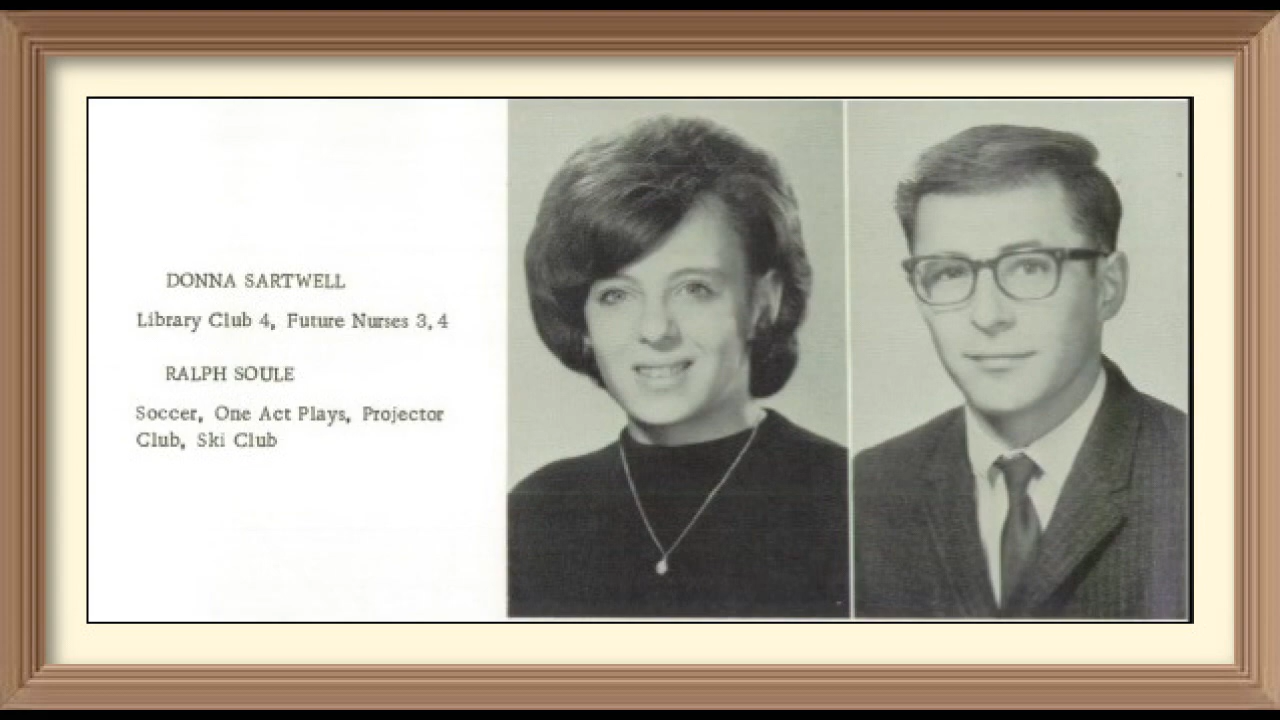 DONNA SARTWELL
Library Club 4, Future Nurses 3, 4
RALPH SOULE
Soccer, One Act Plays, Projector
Club, Ski Club